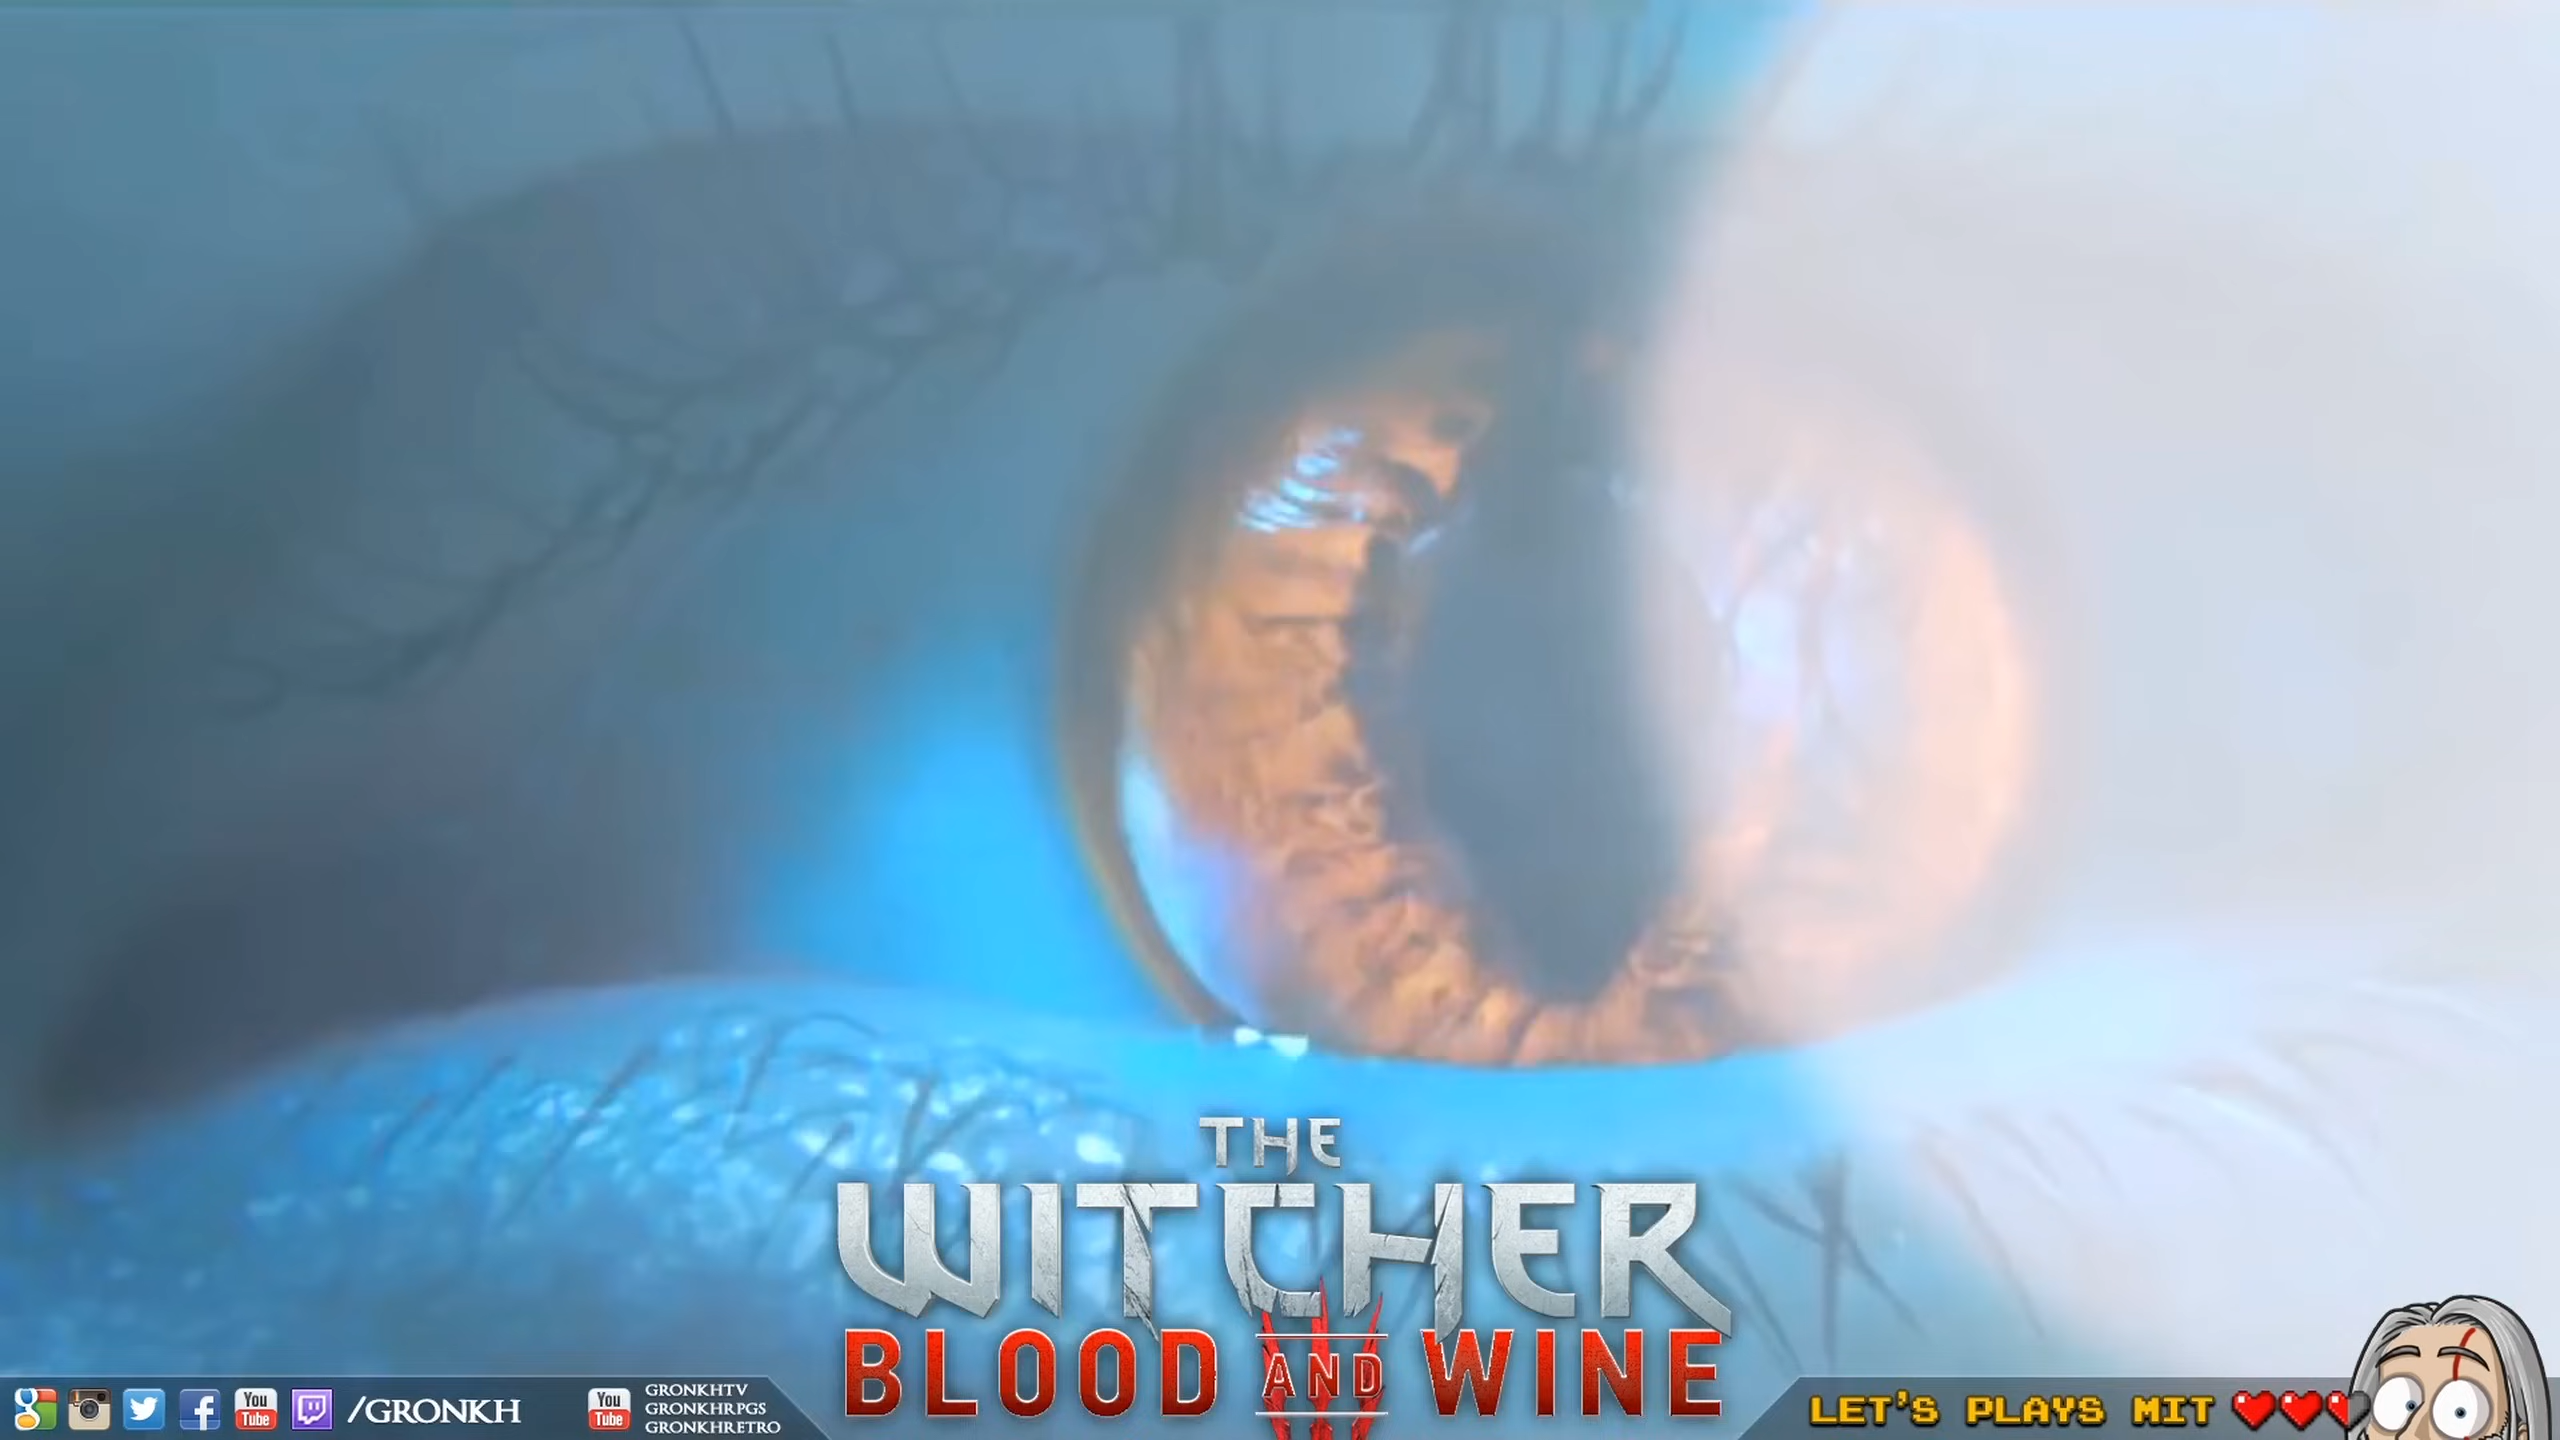 THE
WITCHER
BLOOD AND WINE
You Tube
/GRONKH
You Tube
GRONKHTV
GRONKHRPGS
GRONKHRETRO
LET'S PLAYS MIT